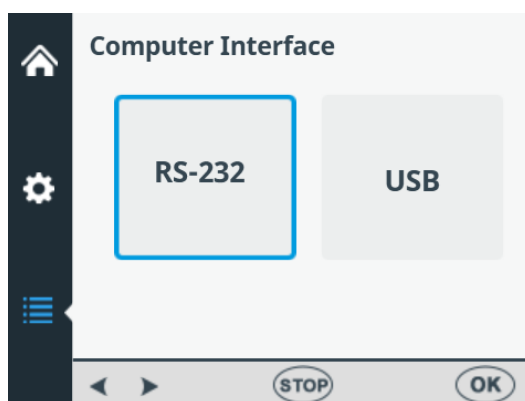 Computer Interface
RS-232
USB
STOP
OK